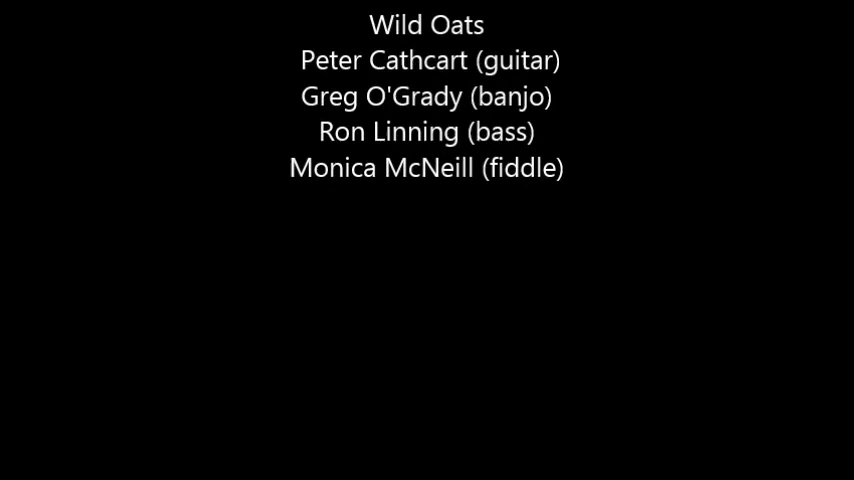 Wild Oats
Peter Cathcart (guitar)
Greg O'Grady (banjo)
Ron Linning (bass)
Monica McNeill (fiddle)